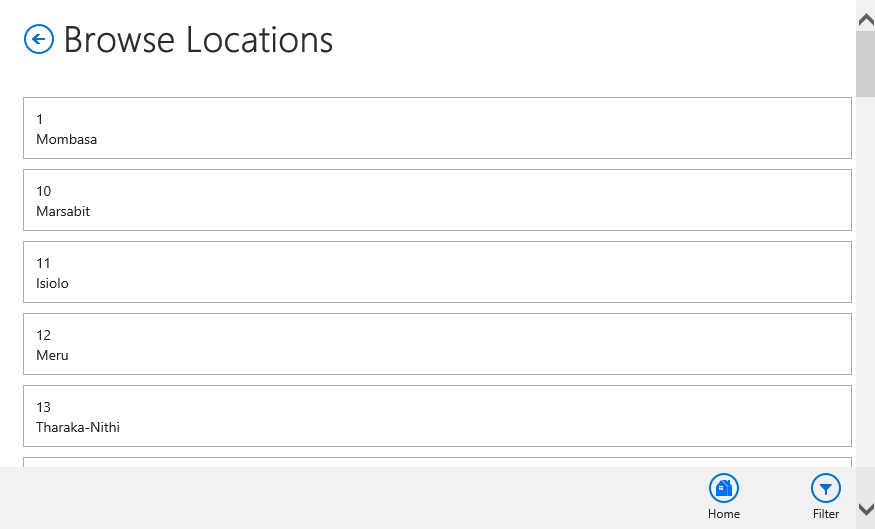 Browse Locations
1
Mombasa
10
Marsabit
11
Isiolo
12
Meru
13
Tharaka-Nithi
Home
Filter